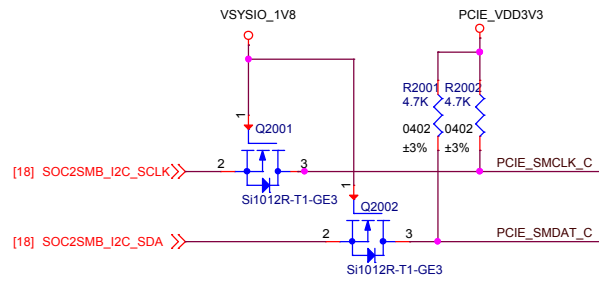 VSYSIO_1V8
PCIE_VDD3V3
R2001 R2002
4.7K 4.7K
1
Q2001
0402 0402
±3% ±3%
[18] SOC2SMB_I2C_SCLK
2
3
PCIE_SMCLK_C
Si1012R-T1-GE3
1
Q2002
[18] SOC2SMB_I2C_SDA
2
3
PCIE_SMDAT_C
Si1012R-T1-GE3